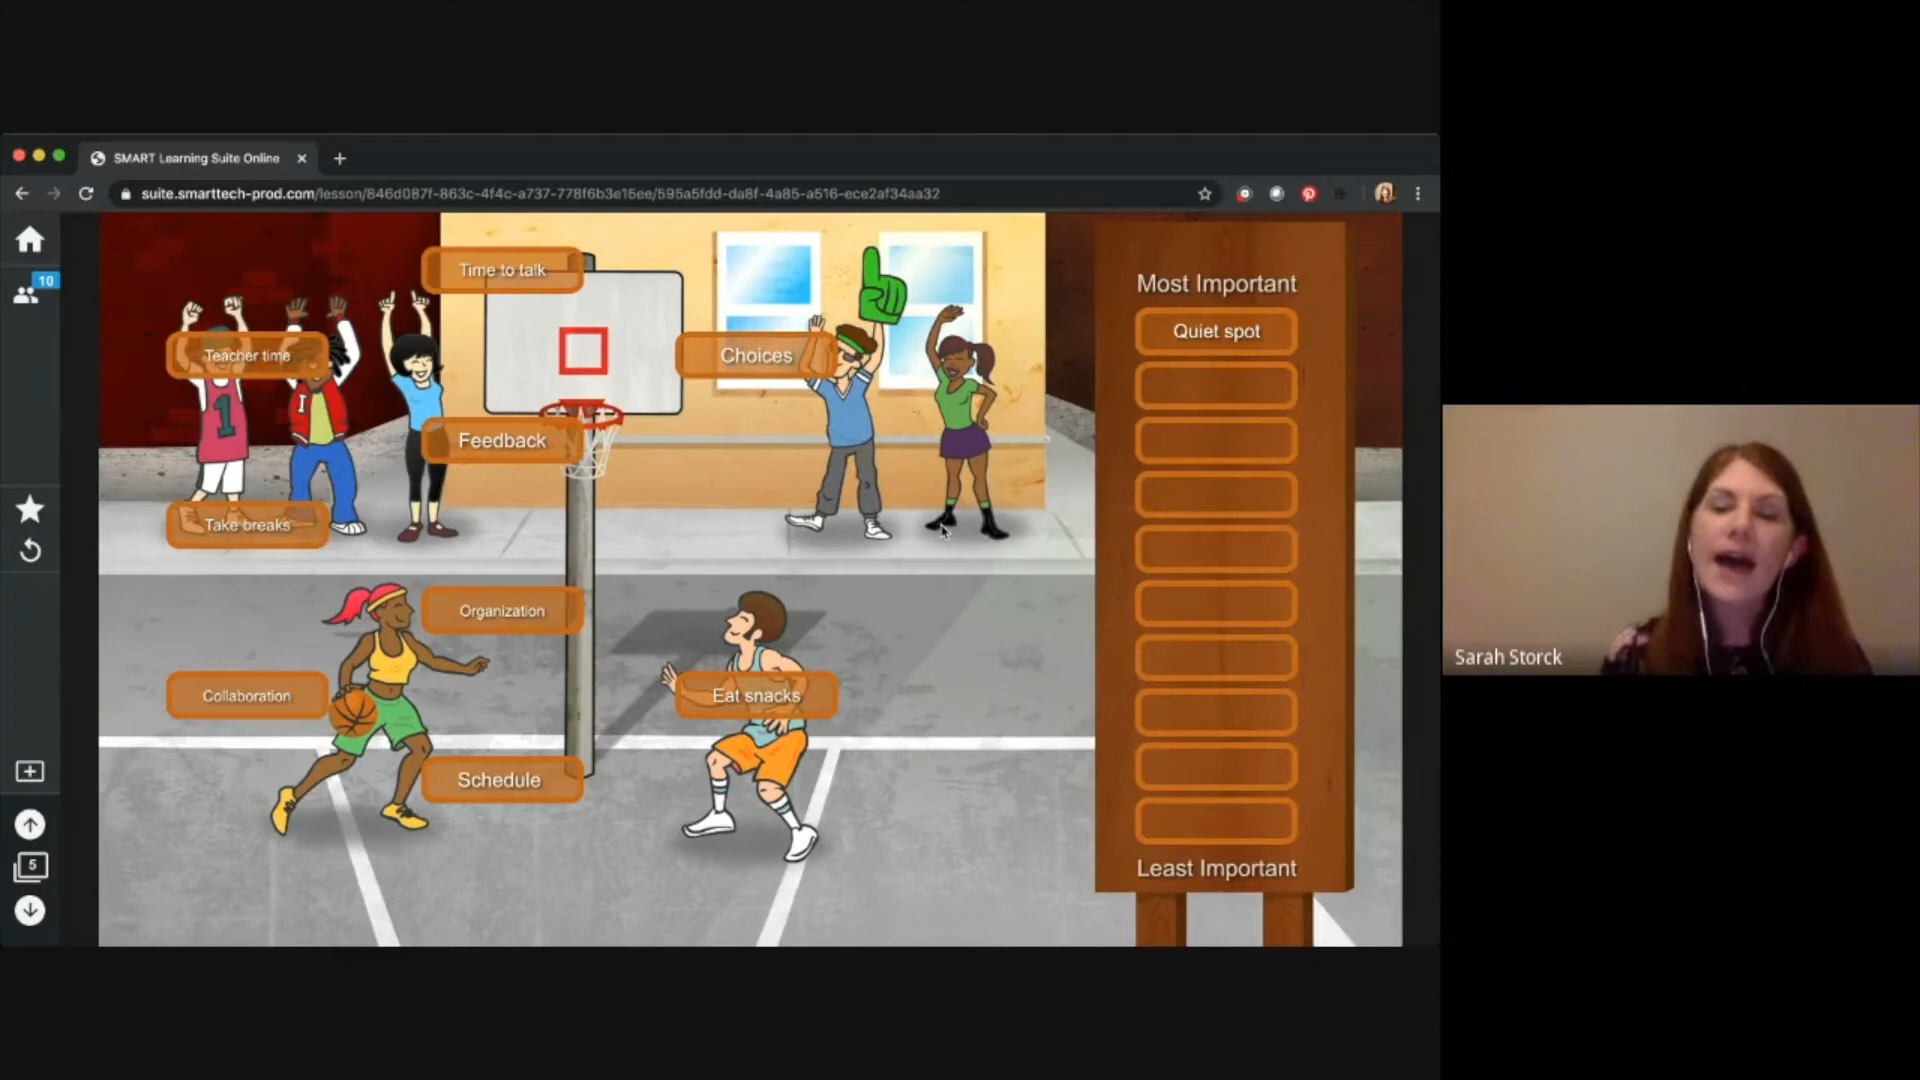 SMART Learning Suite Online
suite.smarttech-prod.com/lesson/846d087f-863c-4f4c-a737-778f6b3e15ee/595a5fdd-da8f-4a85-a516-ece2af34aa32
10
Time to talk
Teacher time
Choices
Feedback
Take breaks
Organization
Collaboration
Eat snacks
Schedule
1
I
Most Important
Quiet spot
Least Important
5
Sarah Storck